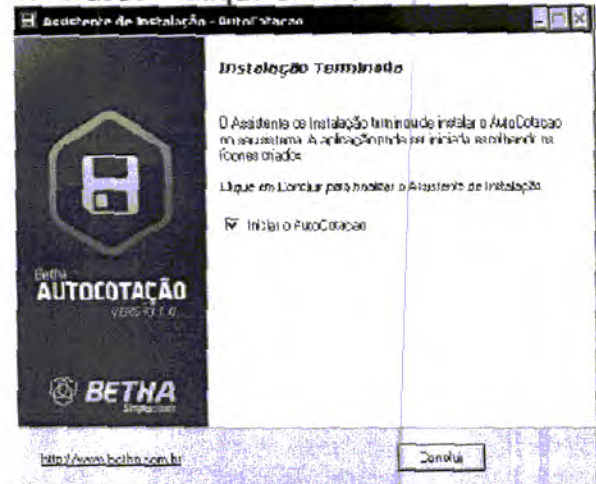 Assistente de Instalação - AutoCotacao
Instalação Terminada
O Assistente de Instalação terminou de instalar o AutoCotacao
no seu sistema. A aplicação pode ser iniciada escolhendo os
ícones criados.
Clique em Concluir para finalizar o Assistente de Instalação.
Iniciar o AutoCotacao
Betha
AUTOCOTAÇÃO
BETHA
http://www.betha.com.br
Concluir